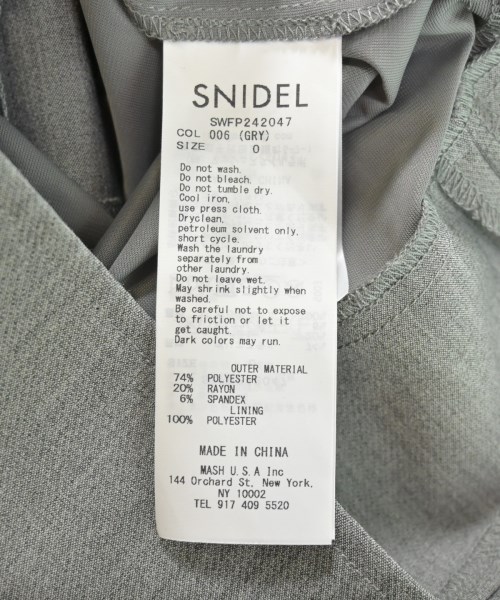 SNIDEL
SWFP242047
COL 006 (GRY)
SIZE 0
Do not wash.
Do not bleach.
Do not tumble dry.
Cool iron.
use press cloth.
Dryclean.
petroleum solvent only.
short cycle.
Wash the laundry
separately from
other laundry.
Do not leave wet.
May shrink slightly when
washed.
Be careful not to expose
to friction or let it
get caught.
Dark colors may run.
OUTER MATERIAL
74% POLYESTER
20% RAYON
6% SPANDEX
LINING
100% POLYESTER
MADE IN CHINA
MASH U.S.A Inc
144 Orchard St, New York,
NY 10002
TEL 917 409 5520